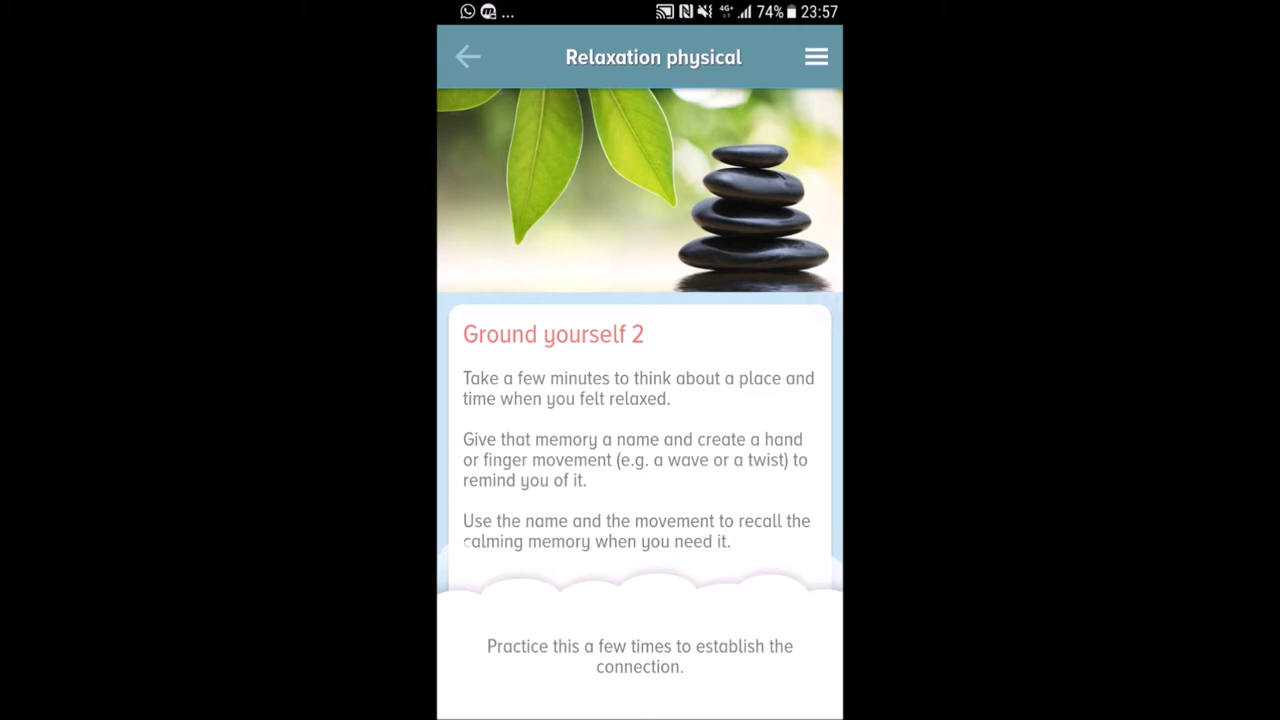 ... 4G+ 74% 23:57
Relaxation physical
Ground yourself 2
Take a few minutes to think about a place and
time when you felt relaxed.
Give that memory a name and create a hand
or finger movement (e.g. a wave or a twist) to
remind you of it.
Use the name and the movement to recall the
calming memory when you need it.
Practice this a few times to establish the
connection.